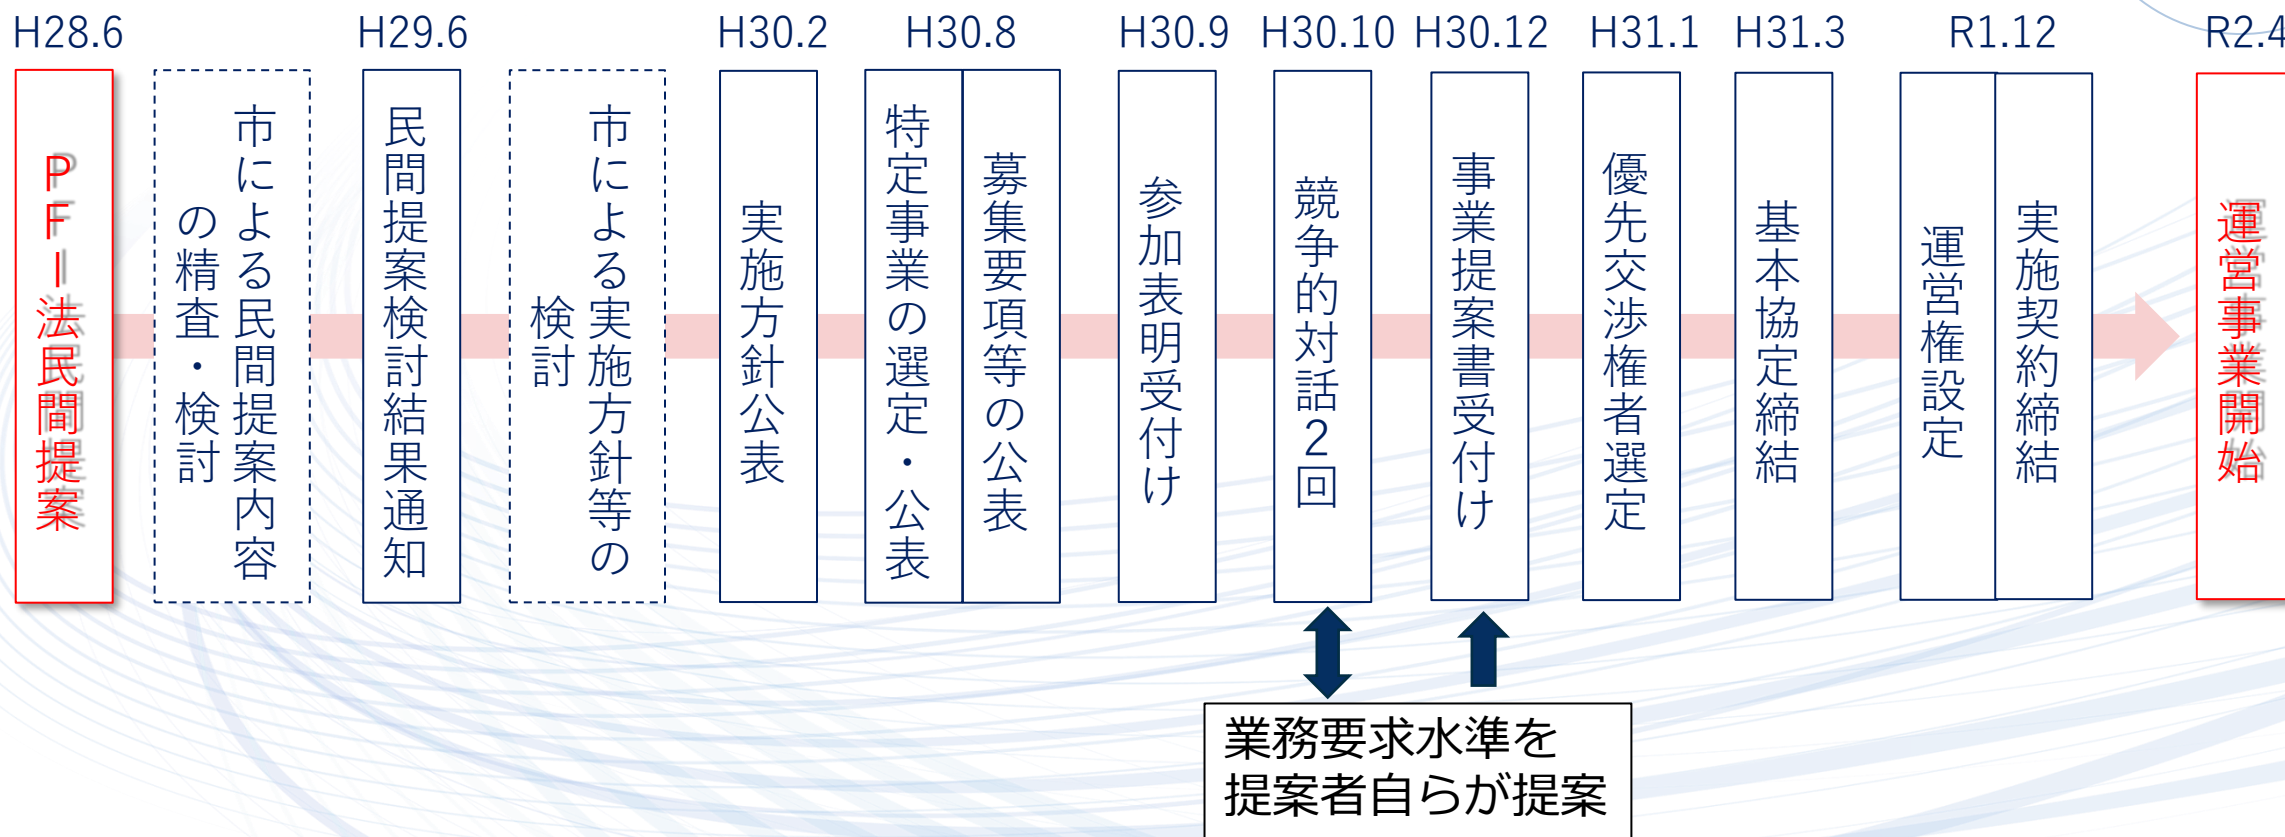 H28.6
H29.6
H30.2
H30.8
H30.9
H30.10
H30.12
H31.1
H31.3
R1.12
R2.4
ＰＦＩ法民間提案
市による民間提案内容
の精査・検討
民間提案検討結果通知
市による実施方針等の
検討
実施方針公表
特定事業の選定・公表
募集要項等の公表
参加表明受付け
競争的対話２回
事業提案書受付け
優先交渉権者選定
基本協定締結
運営権設定
実施契約締結
運営事業開始
業務要求水準を
提案者自らが提案